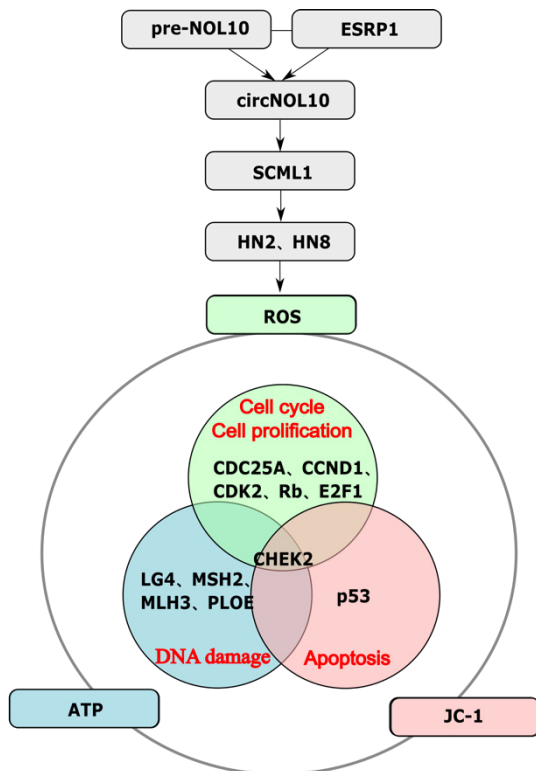 pre-NOL10
ESRP1
circNOL10
SCML1
HN2、HN8
ROS
Cell cycle
Cell prolification
CDC25A、CCND1、
CDK2、Rb、E2F1
CHEK2
LG4、MSH2、
MLH3、PLOE
p53
DNA damage
Apoptosis
ATP
JC-1